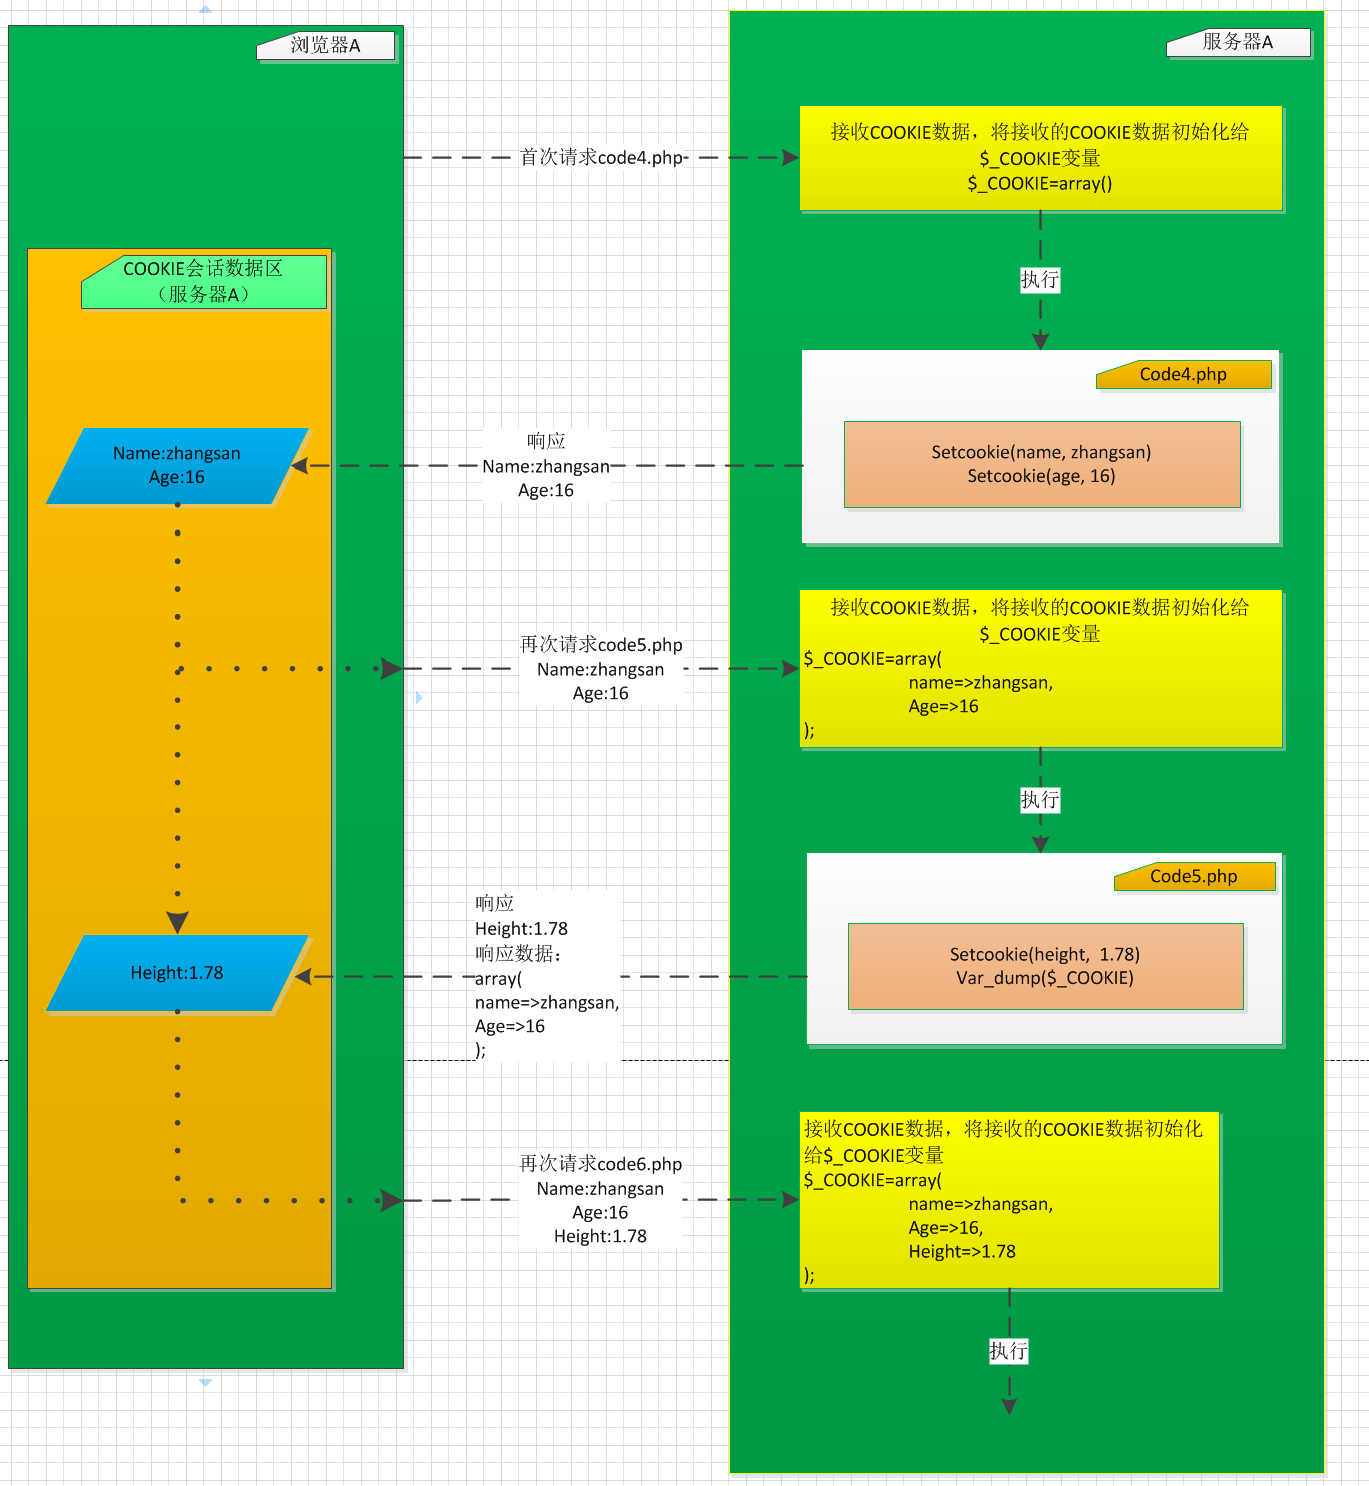 浏览器A
服务器A
首次请求code4.php
接收COOKIE数据，将接收的COOKIE数据初始化给
$_COOKIE变量
$_COOKIE=array()
执行
COOKIE会话数据区
（服务器A）
Code4.php
Setcookie(name, zhangsan)
Setcookie(age, 16)
响应
Name:zhangsan
Age:16
Name:zhangsan
Age:16
再次请求code5.php
Name:zhangsan
Age:16
接收COOKIE数据，将接收的COOKIE数据初始化给
$_COOKIE变量
$_COOKIE=array(
name=>zhangsan,
Age=>16
);
执行
Code5.php
Setcookie(height, 1.78)
Var_dump($_COOKIE)
响应
Height:1.78
响应数据：
array(
name=>zhangsan,
Age=>16
);
Height:1.78
再次请求code6.php
Name:zhangsan
Age:16
Height:1.78
接收COOKIE数据，将接收的COOKIE数据初始化
给$_COOKIE变量
$_COOKIE=array(
name=>zhangsan,
Age=>16,
Height=>1.78
);
执行